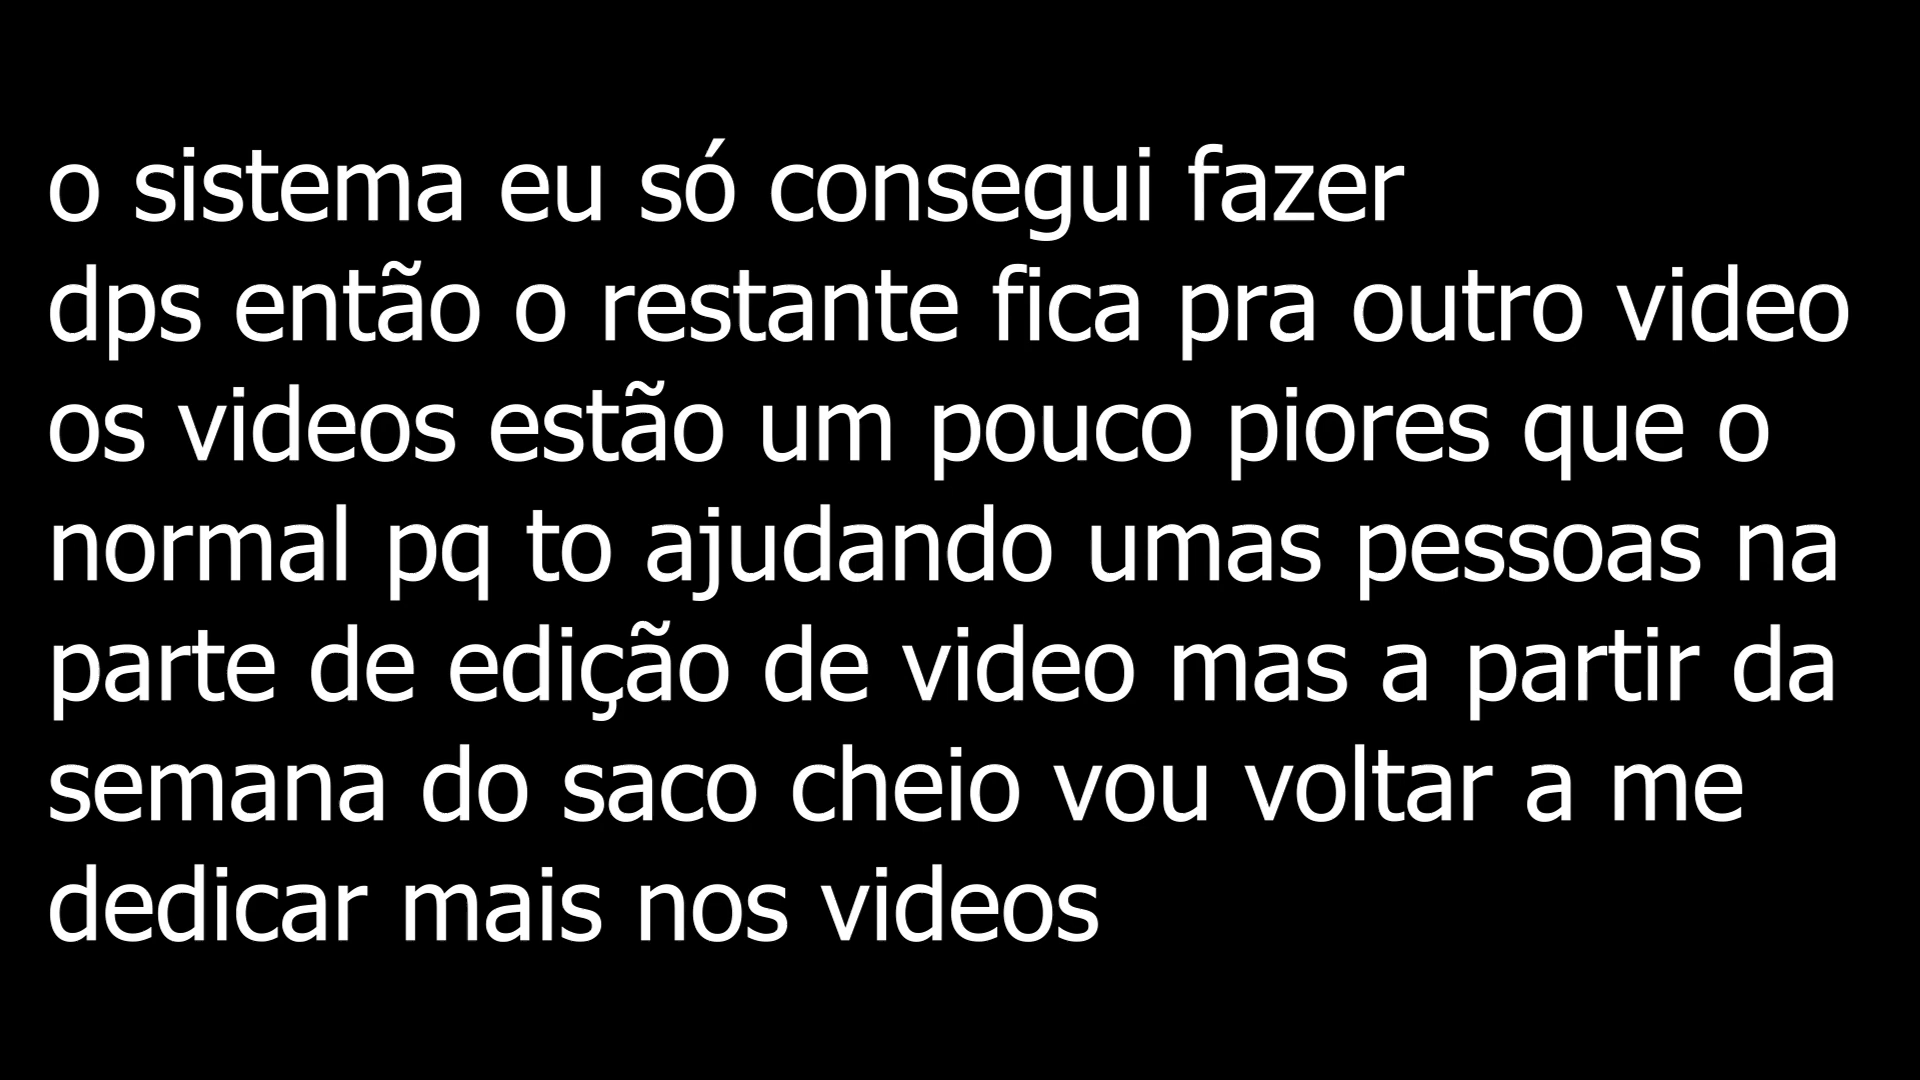 o sistema eu só consegui fazer
dps então o restante fica pra outro video
os videos estão um pouco piores que o
normal pq to ajudando umas pessoas na
parte de edição de video mas a partir da
semana do saco cheio vou voltar a me
dedicar mais nos videos